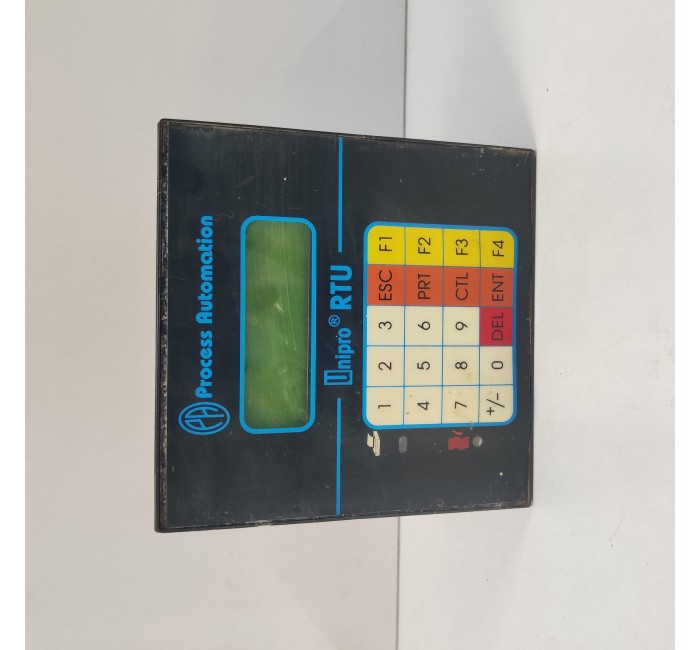 PA Process Automation
Unipro® RTU
1 2 3 ESC F1
4 5 6 PRT F2
7 8 9 CTL F3
+/- 0 DEL ENT F4